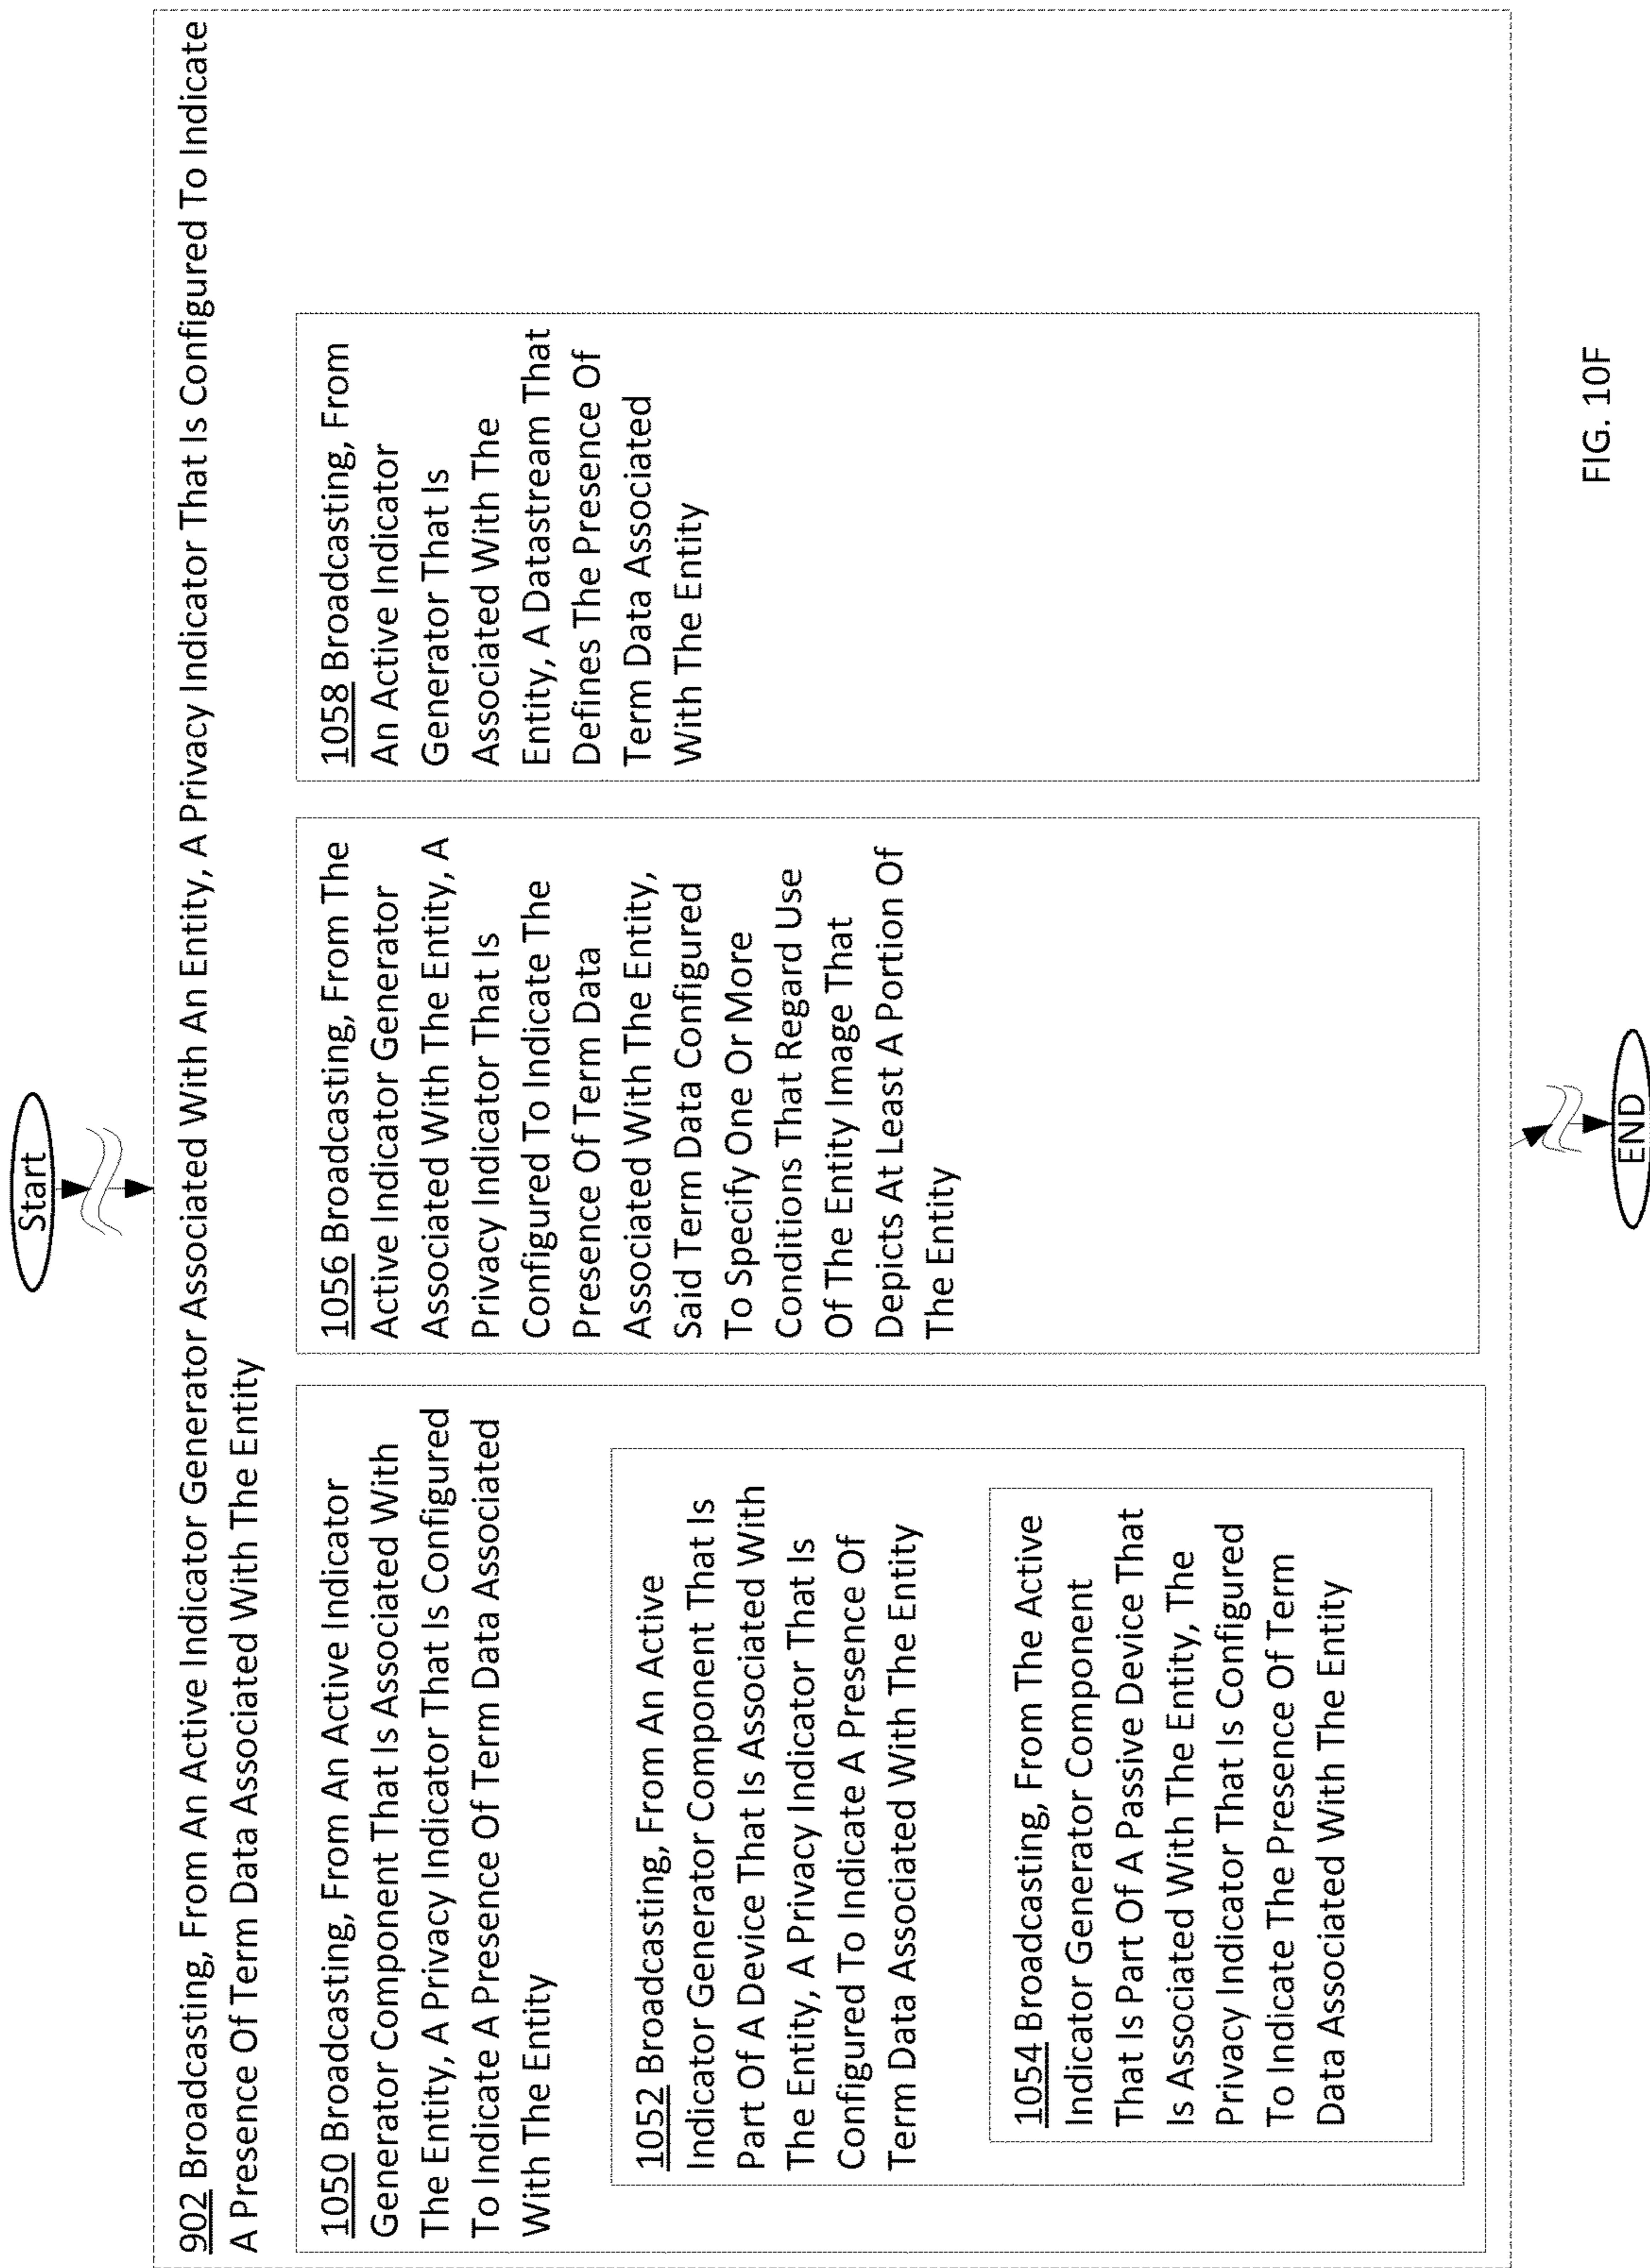 Start
902 Broadcasting, From An Active Indicator Generator Associated With An Entity, A Privacy Indicator That Is Configured To Indicate
A Presence Of Term Data Associated With The Entity
1050 Broadcasting, From An Active Indicator
Generator Component That Is Associated With
The Entity, A Privacy Indicator That Is Configured
To Indicate A Presence Of Term Data Associated
With The Entity
1052 Broadcasting, From An Active
Indicator Generator Component That Is
Part Of A Device That Is Associated With
The Entity, A Privacy Indicator That Is
Configured To Indicate A Presence Of
Term Data Associated With The Entity
1054 Broadcasting, From The Active
Indicator Generator Component
That Is Part Of A Passive Device That
Is Associated With The Entity, The
Privacy Indicator That Is Configured
To Indicate The Presence Of Term
Data Associated With The Entity
1056 Broadcasting, From The
Active Indicator Generator
Associated With The Entity, A
Privacy Indicator That Is
Configured To Indicate The
Presence Of Term Data
Associated With The Entity,
Said Term Data Configured
To Specify One Or More
Conditions That Regard Use
Of The Entity Image That
Depicts At Least A Portion Of
The Entity
1058 Broadcasting, From
An Active Indicator
Generator That Is
Associated With The
Entity, A Datastream That
Defines The Presence Of
Term Data Associated
With The Entity
END
FIG. 10F